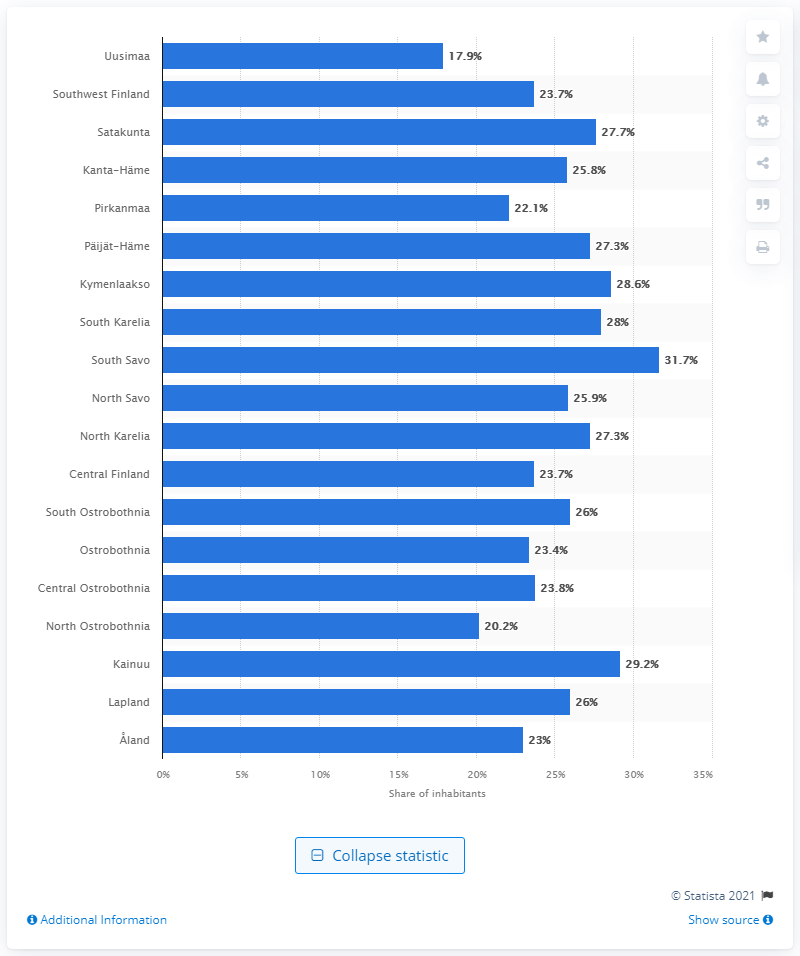 Uusimaa 17.9%
Southwest Finland 23.7%
Satakunta 27.7%
Kanta-Häme 25.8%
Pirkanmaa 22.1%
Päijät-Häme 27.3%
Kymenlaakso 28.6%
South Karelia 28%
South Savo 31.7%
North Savo 25.9%
North Karelia 27.3%
Central Finland 23.7%
South Ostrobothnia 26%
Ostrobothnia 23.4%
Central Ostrobothnia 23.8%
North Ostrobothnia 20.2%
Kainuu 29.2%
Lapland 26%
Åland 23%
0% 5% 10% 15% 20% 25% 30% 35%
Share of inhabitants
Collapse statistic
© Statista 2021
Additional Information Show source